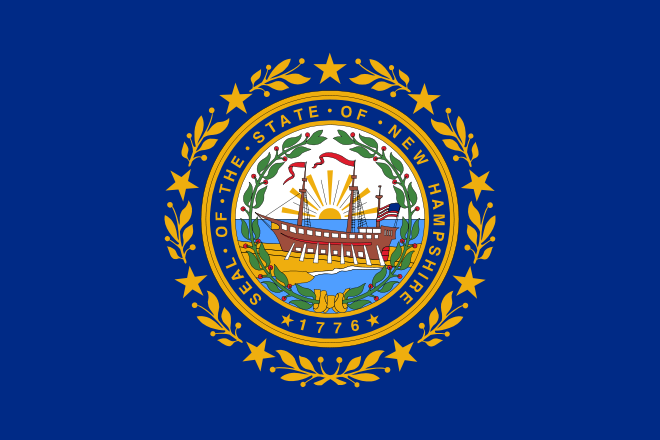 SEAL · OF · THE · STATE · OF · NEW HAMPSHIRE
1776